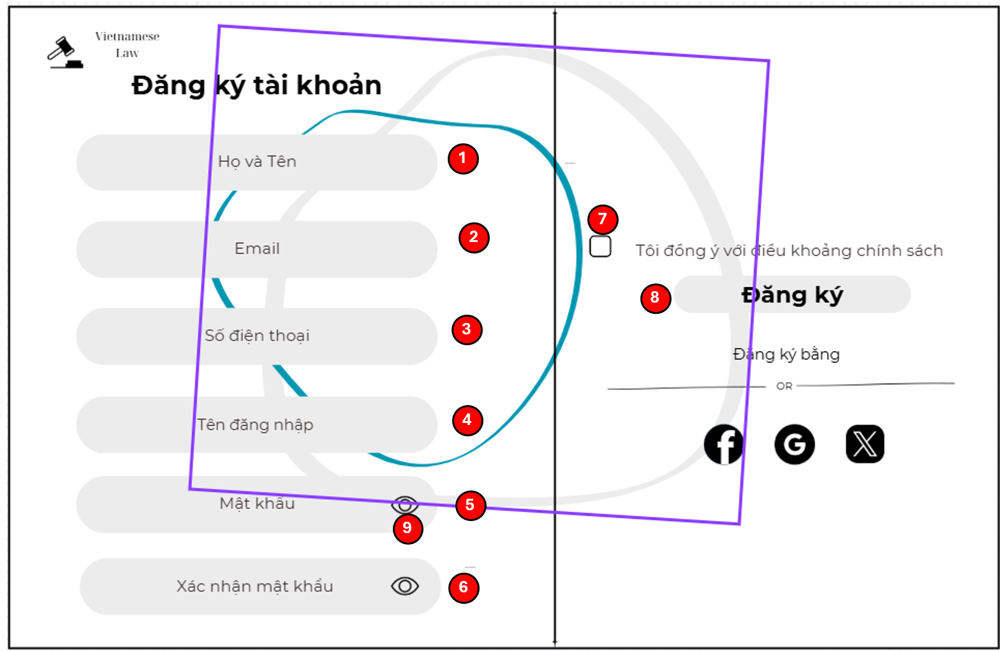 Vietnamese
Law
Đăng ký tài khoản
Họ và Tên
1
Email
2
Số điện thoại
3
Tên đăng nhập
4
Mật khẩu
5
9
Xác nhận mật khẩu
6
7
Tôi đồng ý với điều khoảng chính sách
8
Đăng ký
Đăng ký bằng
OR
f
G
X